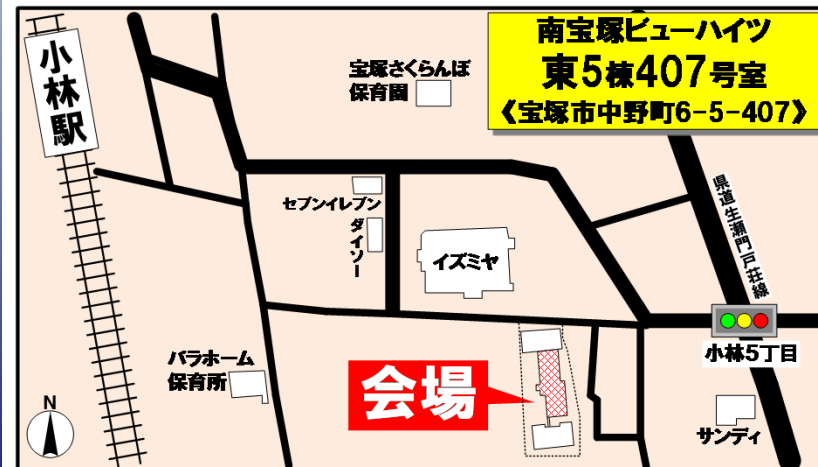 南宝塚ビューハイツ
東5棟407号室
《宝塚市中野町6-5-407》
小林駅
宝塚さくらんぼ
保育園
セブンイレブン
ダイソー
イズミヤ
県道生瀬門戸荘線
小林5丁目
バラホーム
保育所
会場
サンディ
N